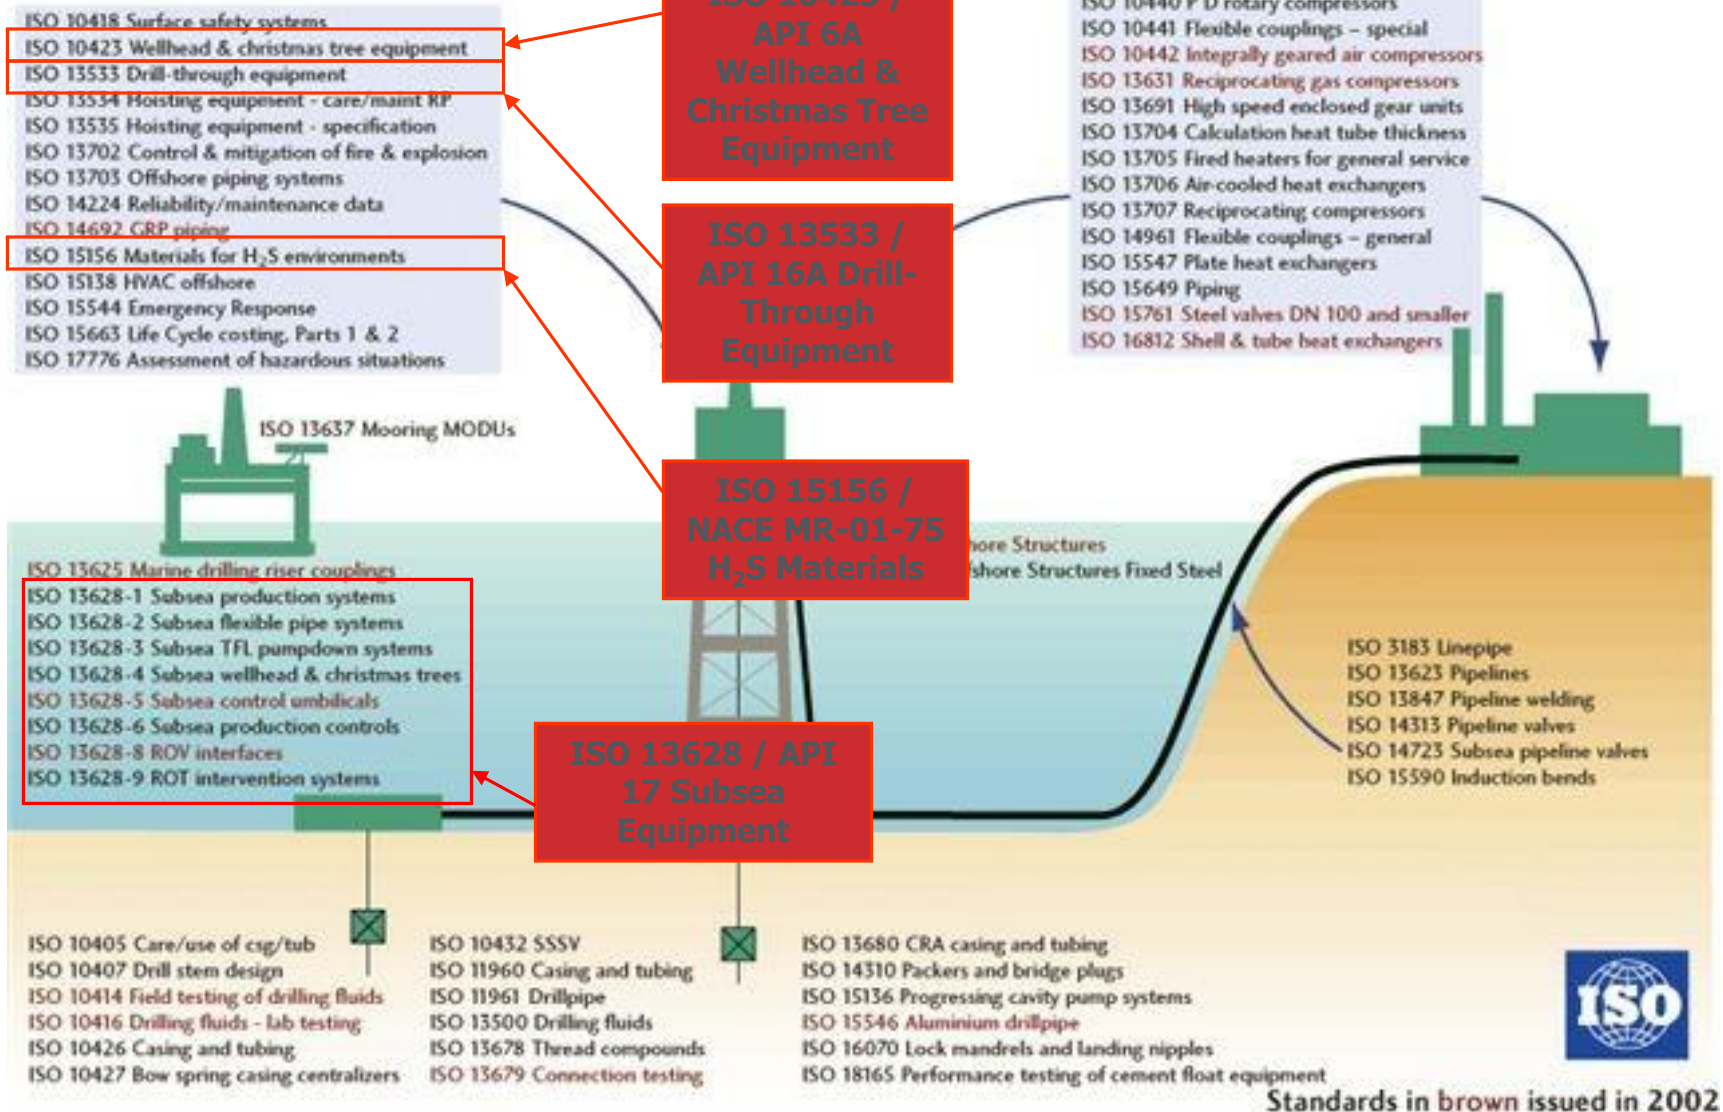 ISO 10418 Surface safety systems
ISO 10423 Wellhead & christmas tree equipment
ISO 13533 Drill-through equipment
ISO 13534 Hoisting equipment - care/maint RP
ISO 13535 Hoisting equipment - specification
ISO 13702 Control & mitigation of fire & explosion
ISO 13703 Offshore piping systems
ISO 14224 Reliability/maintenance data
ISO 14692 GRP piping
ISO 15156 Materials for H₂S environments
ISO 15138 HVAC offshore
ISO 15544 Emergency Response
ISO 15663 Life Cycle costing, Parts 1 & 2
ISO 17776 Assessment of hazardous situations
ISO 10423 /
API 6A
Wellhead &
Christmas Tree
Equipment
ISO 13533 /
API 16A Drill-
Through
Equipment
ISO 10440 P D rotary compressors
ISO 10441 Flexible couplings – special
ISO 10442 Integrally geared air compressors
ISO 13631 Reciprocating gas compressors
ISO 13691 High speed enclosed gear units
ISO 13704 Calculation heat tube thickness
ISO 13705 Fired heaters for general service
ISO 13706 Air-cooled heat exchangers
ISO 13707 Reciprocating compressors
ISO 14961 Flexible couplings – general
ISO 15547 Plate heat exchangers
ISO 15649 Piping
ISO 15761 Steel valves DN 100 and smaller
ISO 16812 Shell & tube heat exchangers
ISO 13637 Mooring MODUs
ISO 15156 /
NACE MR-01-75
H₂S Materials
hore Structures
fshore Structures Fixed Steel
ISO 13625 Marine drilling riser couplings
ISO 13628-1 Subsea production systems
ISO 13628-2 Subsea flexible pipe systems
ISO 13628-3 Subsea TFL pumpdown systems
ISO 13628-4 Subsea wellhead & christmas trees
ISO 13628-5 Subsea control umbilicals
ISO 13628-6 Subsea production controls
ISO 13628-8 ROV interfaces
ISO 13628-9 ROT intervention systems
ISO 13628 / API
17 Subsea
Equipment
ISO 3183 Linepipe
ISO 13623 Pipelines
ISO 13847 Pipeline welding
ISO 14313 Pipeline valves
ISO 14723 Subsea pipeline valves
ISO 15590 Induction bends
ISO 10405 Care/use of csg/tub
ISO 10407 Drill stem design
ISO 10414 Field testing of drilling fluids
ISO 10416 Drilling fluids - lab testing
ISO 10426 Casing and tubing
ISO 10427 Bow spring casing centralizers
ISO 10432 SSSV
ISO 11960 Casing and tubing
ISO 11961 Drillpipe
ISO 13500 Drilling fluids
ISO 13678 Thread compounds
ISO 13679 Connection testing
ISO 13680 CRA casing and tubing
ISO 14310 Packers and bridge plugs
ISO 15136 Progressing cavity pump systems
ISO 15546 Aluminium drillpipe
ISO 16070 Lock mandrels and landing nipples
ISO 18165 Performance testing of cement float equipment
ISO
Standards in brown issued in 2002